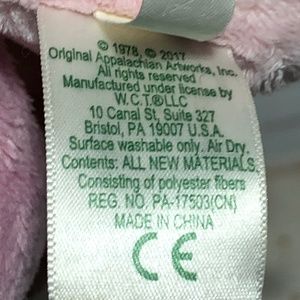 © 1978, © 2017
Original Appalachian Artworks, Inc.
All rights reserved
Manufactured under license by
W.C.T®LLC
10 Canal St. Suite 327
Bristol, PA 19007 U.S.A.
Surface washable only. Air Dry.
Contents: ALL NEW MATERIALS
Consisting of polyester fibers
REG. NO. PA-17503(CN)
MADE IN CHINA
CE